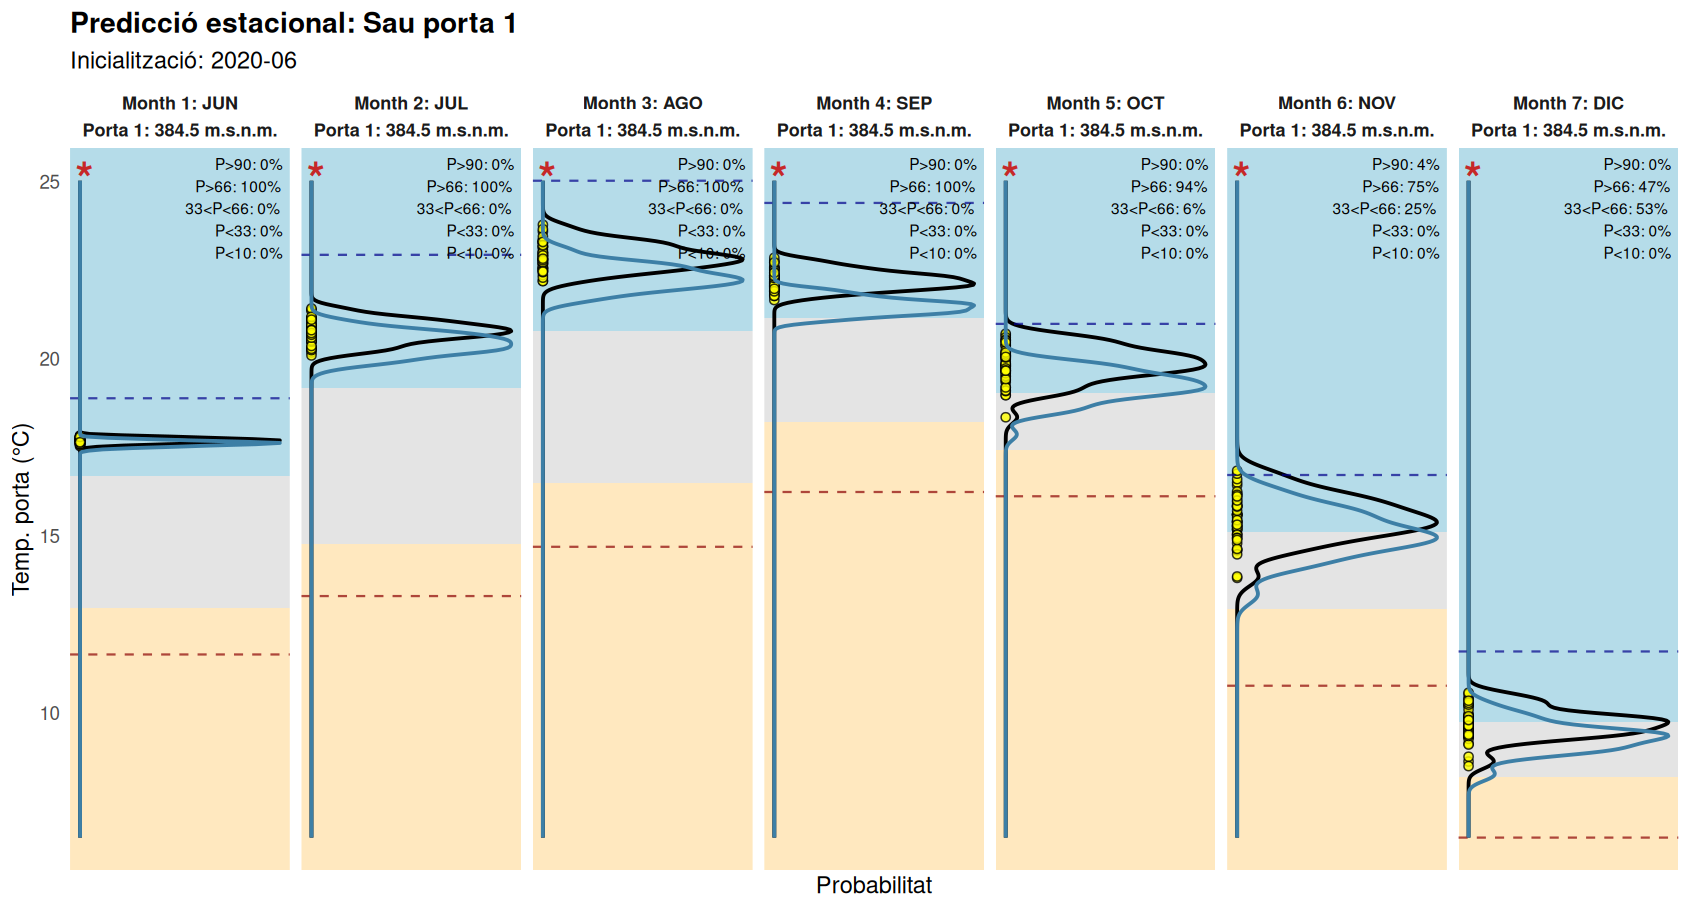 Predicció estacional: Sau porta 1
Inicialització: 2020-06
Month 1: JUN
Porta 1: 384.5 m.s.n.m.
Month 2: JUL
Porta 1: 384.5 m.s.n.m.
Month 3: AGO
Porta 1: 384.5 m.s.n.m.
Month 4: SEP
Porta 1: 384.5 m.s.n.m.
Month 5: OCT
Porta 1: 384.5 m.s.n.m.
Month 6: NOV
Porta 1: 384.5 m.s.n.m.
Month 7: DIC
Porta 1: 384.5 m.s.n.m.
*
P>90: 0%
P>66: 100%
33<P<66: 0%
P<33: 0%
P<10: 0%
*
P>90: 0%
P>66: 100%
33<P<66: 0%
P<33: 0%
P<10: 0%
*
P>90: 0%
P>66: 100%
33<P<66: 0%
P<33: 0%
P<10: 0%
*
P>90: 0%
P>66: 100%
33<P<66: 0%
P<33: 0%
P<10: 0%
*
P>90: 0%
P>66: 94%
33<P<66: 6%
P<33: 0%
P<10: 0%
*
P>90: 4%
P>66: 75%
33<P<66: 25%
P<33: 0%
P<10: 0%
*
P>90: 0%
P>66: 47%
33<P<66: 53%
P<33: 0%
P<10: 0%
25
20
15
10
Temp. porta (°C)
Probabilitat